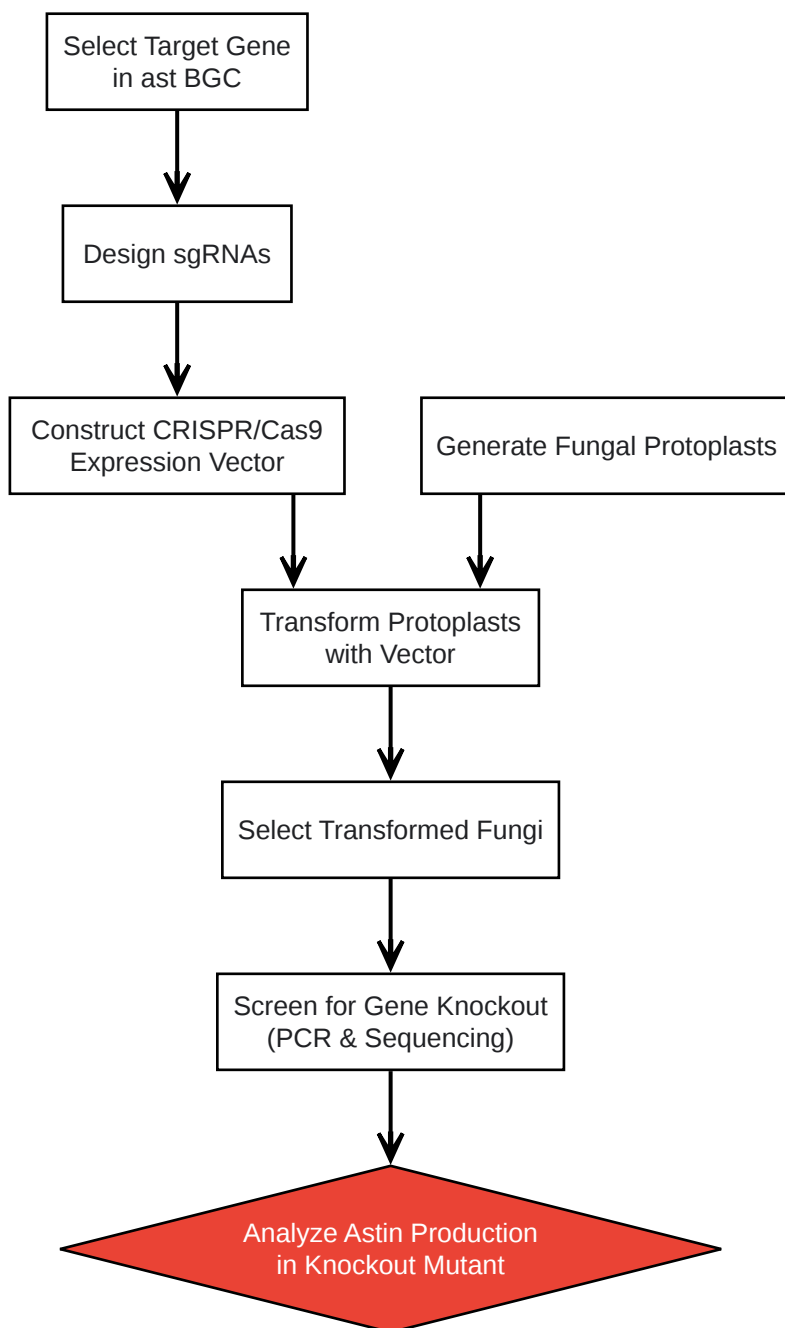 Select Target Gene
in ast BGC
Design sgRNAs
Construct CRISPR/Cas9
Expression Vector
Generate Fungal Protoplasts
Transform Protoplasts
with Vector
Select Transformed Fungi
Screen for Gene Knockout
(PCR & Sequencing)
Analyze Astin Production
in Knockout Mutant